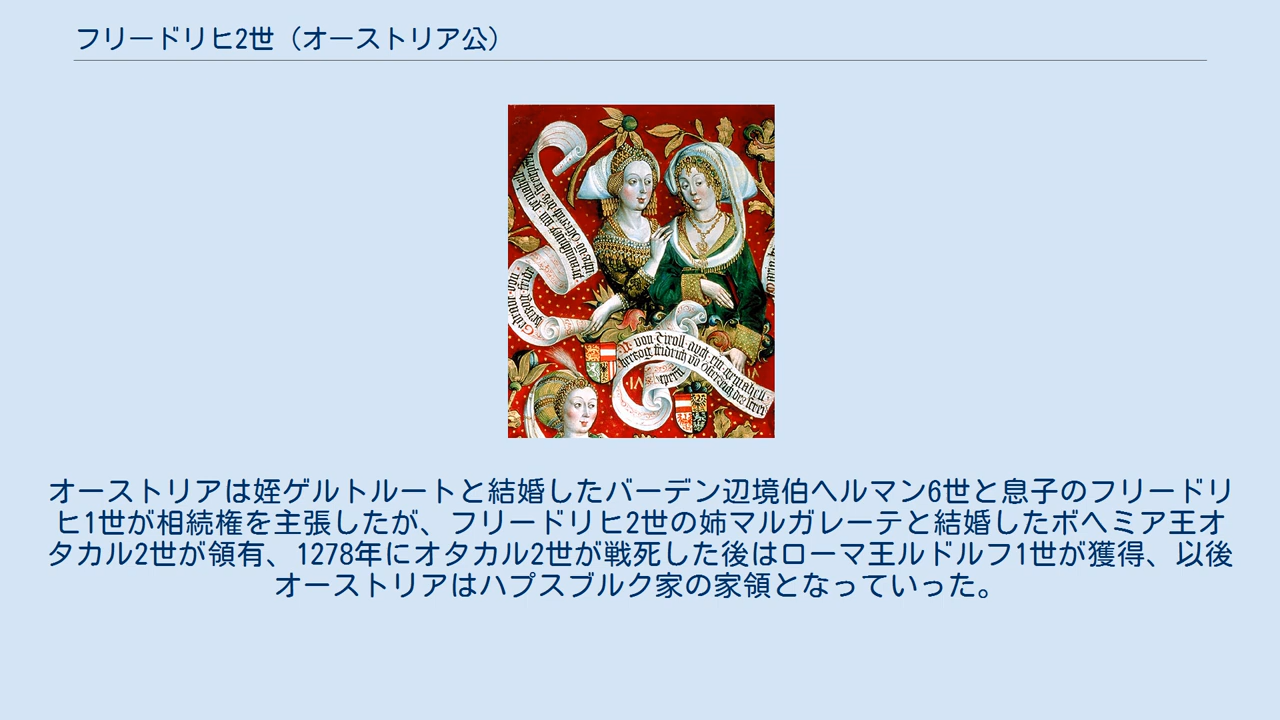 フリードリヒ2世（オーストリア公）
オーストリアは姪ゲルトルートと結婚したバーデン辺境伯ヘルマン6世と息子のフリードリ
ヒ1世が相続権を主張したが、フリードリヒ2世の姉マルガレーテと結婚したボヘミア王オ
タカル2世が領有、1278年にオタカル2世が戦死した後はローマ王ルドルフ1世が獲得、以後
オーストリアはハプスブルク家の家領となっていった。